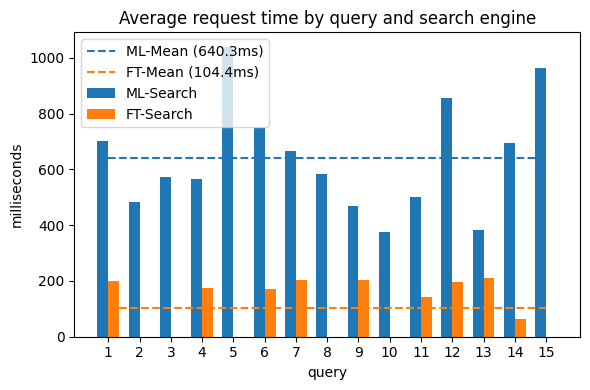 Average request time by query and search engine
ML-Mean (640.3ms)
FT-Mean (104.4ms)
ML-Search
FT-Search
milliseconds
1000
800
600
400
200
0
1 2 3 4 5 6 7 8 9 10 11 12 13 14 15
query